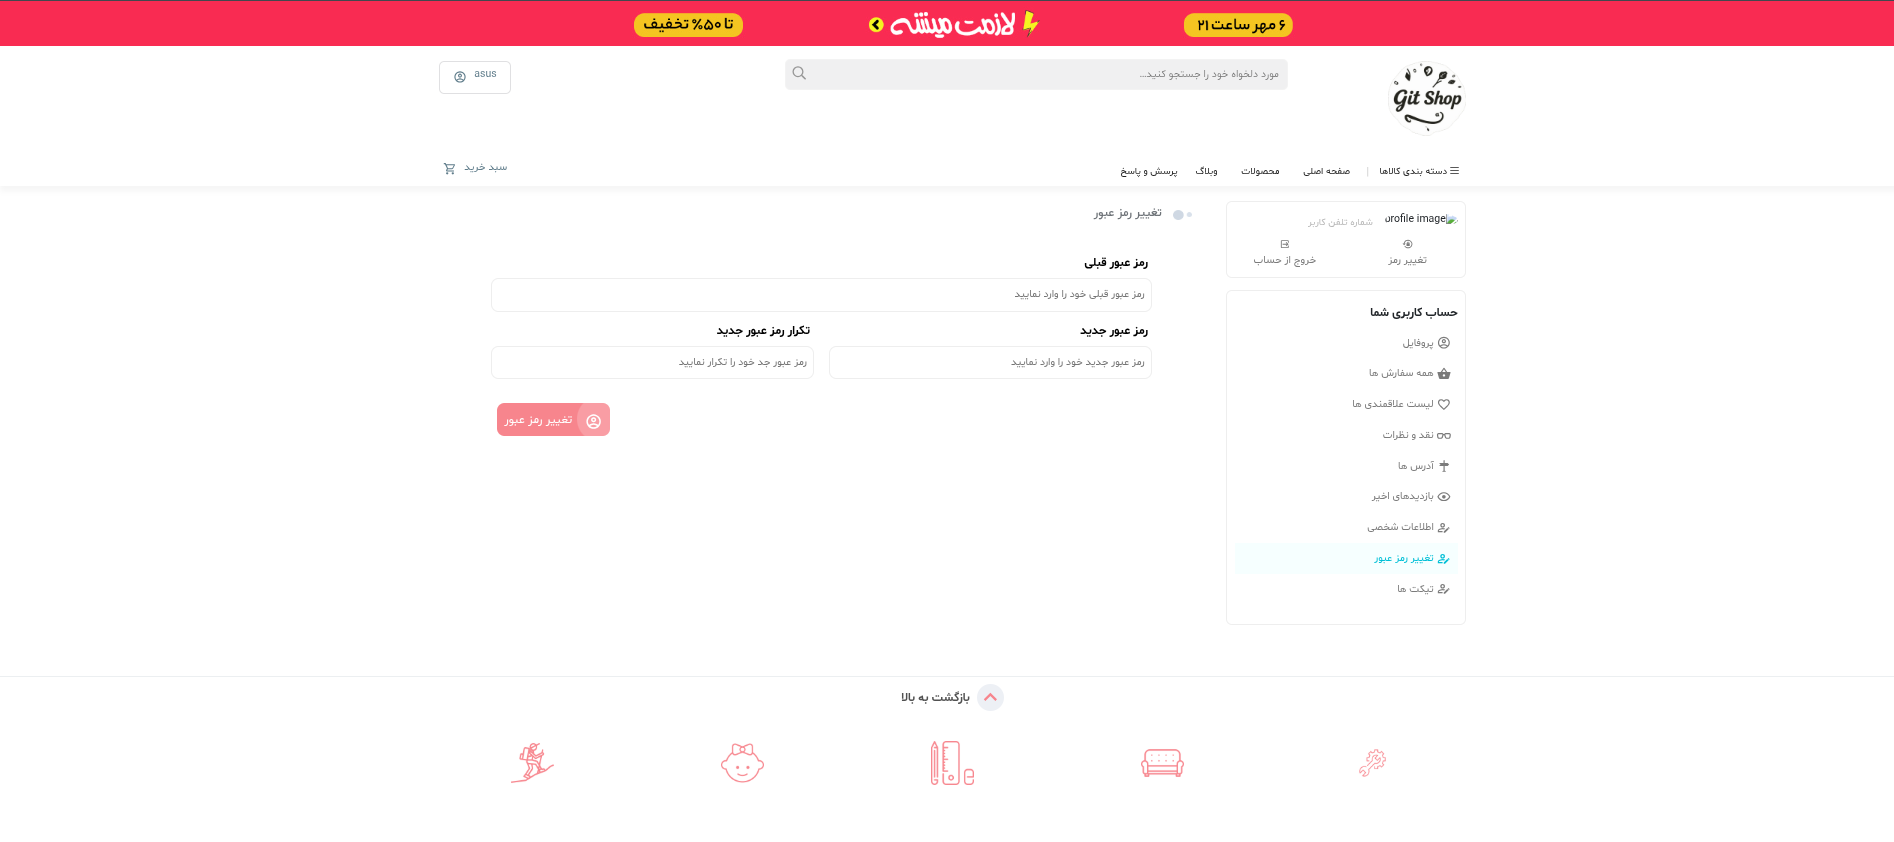 ۶ مهر ساعت ۲۱
لازمت میشه
تا ۵۰٪ تخفیف
Git Shop
مورد دلخواه خود را جستجو کنید...
asus
دسته بندی کالاها | صفحه اصلی محصولات وبلاگ پرسش و پاسخ
سبد خرید
profile image
شماره تلفن کاربر
تغییر رمز
خروج از حساب
حساب کاربری شما
پروفایل
همه سفارش ها
لیست علاقمندی ها
نقد و نظرات
آدرس ها
بازدیدهای اخیر
اطلاعات شخصی
تغییر رمز عبور
تیکت ها
تغییر رمز عبور
رمز عبور قبلی
رمز عبور قبلی خود را وارد نمایید
رمز عبور جدید
رمز عبور جدید خود را وارد نمایید
تکرار رمز عبور جدید
رمز عبور جد خود را تکرار نمایید
تغییر رمز عبور
بازگشت به بالا